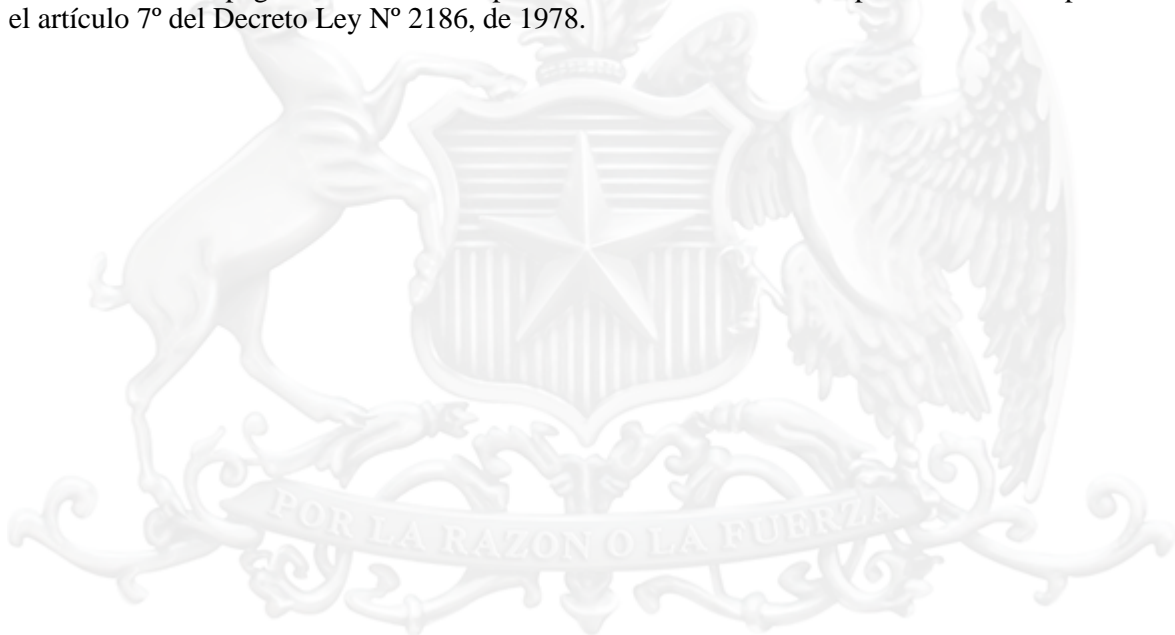 el artículo 7º del Decreto Ley Nº 2186, de 1978.
POR LA RAZON O LA FUERZA